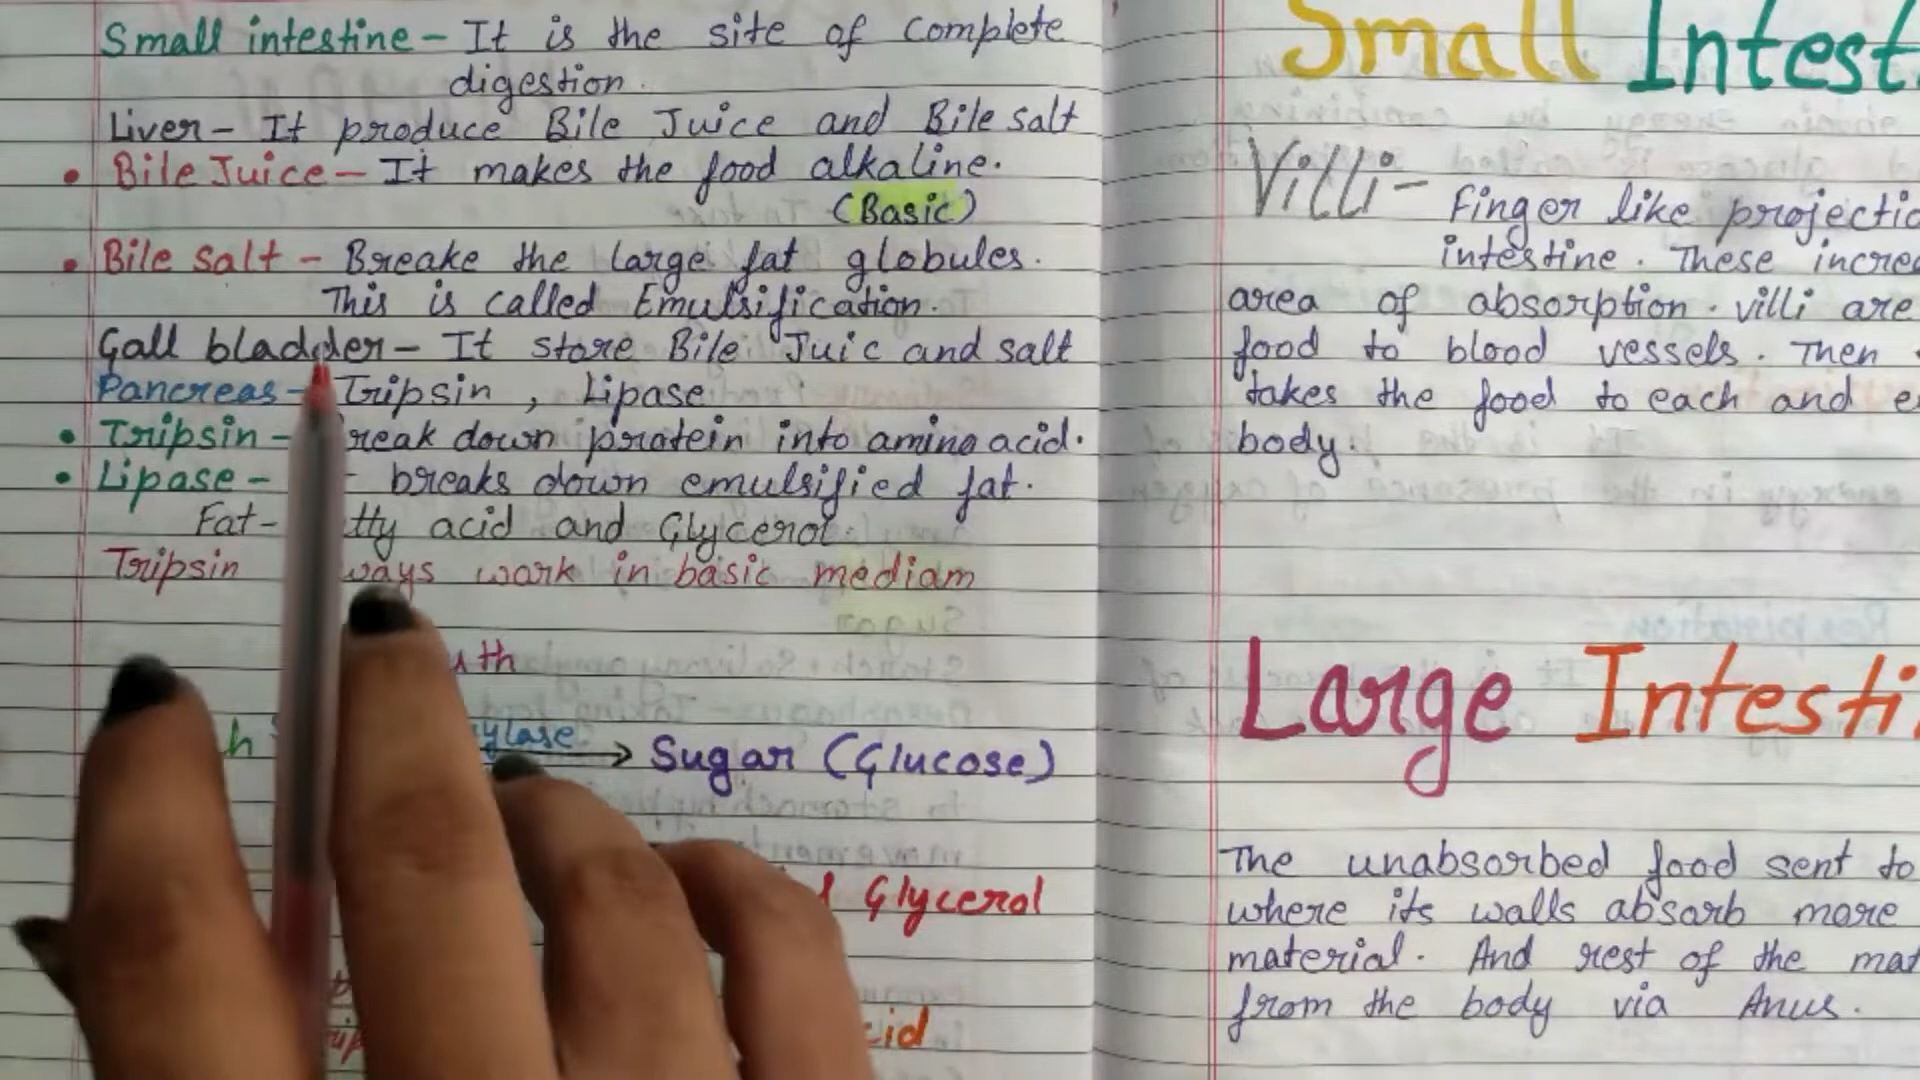 Small intestine - It is the site of complete
digestion.
Liver - It produce Bile Juice and Bile salt
• Bile Juice - It makes the food alkaline.
(Basic)
• Bile salt - Breake the large fat globules.
This is called Emulsification.
Gall bladder - It store Bile Juic and salt
Pancreas - Tripsin , Lipase
• Tripsin - reak down protein into amino acid.
• Lipase - breaks down emulsified fat.
Fat - tty acid and Glycerol.
Tripsin ways work in basic mediam
uth
h ylase → Sugar (Glucose)
Glycerol
cid
Small Intest
Villi - Finger like projectio
intestine. These increa
area of absorption. villi are
food to blood vessels. Then
takes the food to each and e
body.
Large Intesti
The unabsorbed food sent to
where its walls absorb more
material. And rest of the mat
from the body via Anus.